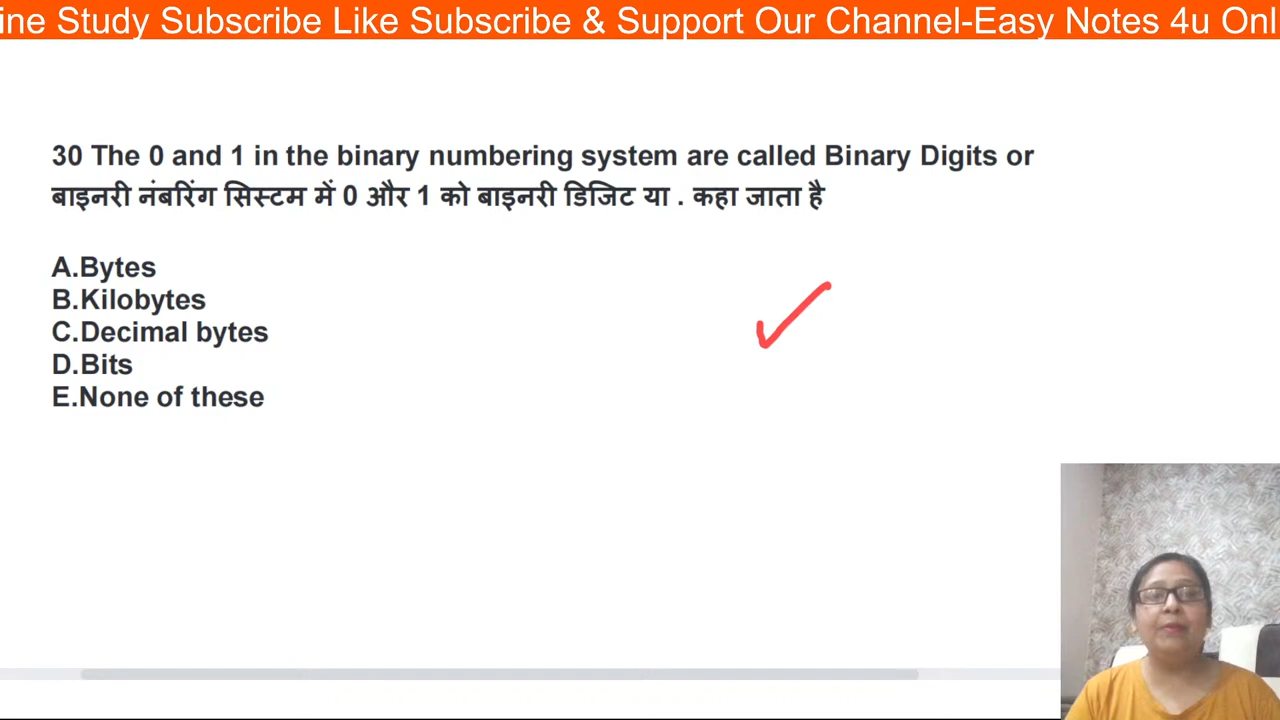 ine Study Subscribe Like Subscribe & Support Our Channel-Easy Notes 4u Onl
30 The 0 and 1 in the binary numbering system are called Binary Digits or
बाइनरी नंबरिंग सिस्टम में 0 और 1 को बाइनरी डिजिट या . कहा जाता है
A.Bytes
B.Kilobytes
C.Decimal bytes
D.Bits
E.None of these